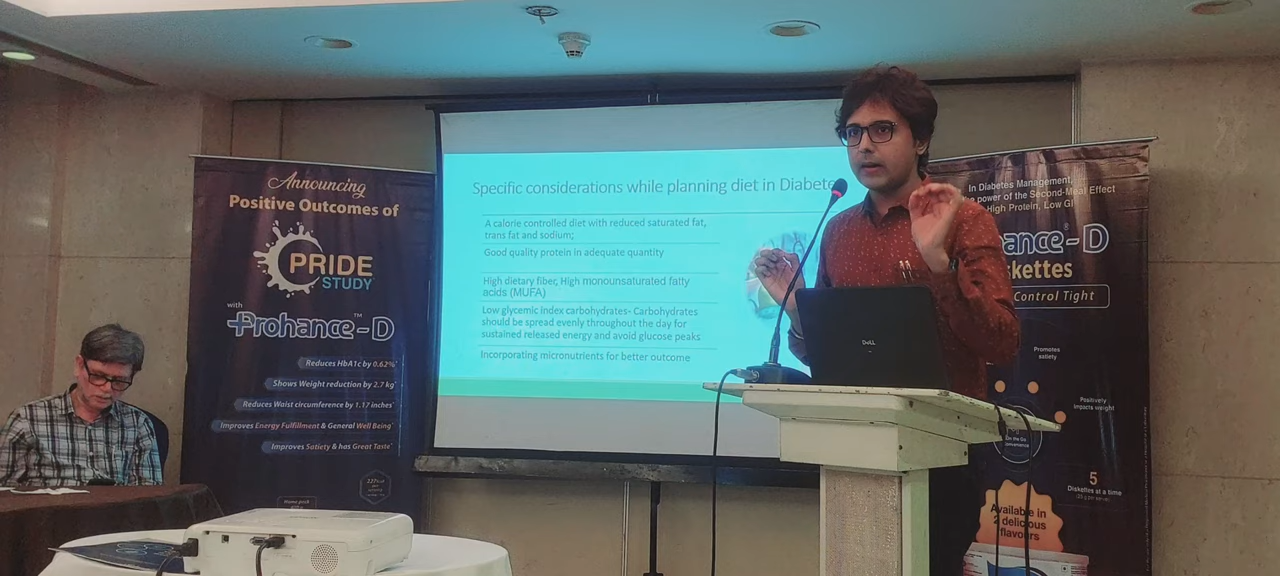 Announcing
Positive Outcomes of
PRIDE
STUDY
with
Prohance-D™
Reduces HbA1c by 0.62%*
Shows Weight reduction by 2.7 kg*
Reduces Waist circumference by 1.17 inches*
Improves Energy Fulfillment & General Well Being*
Improves Satiety & has Great Taste*
Specific considerations while planning diet in Diabete
A calorie controlled diet with reduced saturated fat,
trans fat and sodium;
Good quality protein in adequate quantity
High dietary fiber, High monounsaturated fatty
acids (MUFA)
Low glycemic index carbohydrates- Carbohydrates
should be spread evenly throughout the day for
sustained released energy and avoid glucose peaks
Incorporating micronutrients for better outcome
DELL
In Diabetes Management,
e power of the Second-Meal Effect
High Protein, Low GI
ance-D®
skettes
Control Tight
Promotes
satiety
Positively
impacts weight
On the Go
5
Diskettes at a time
Available in
2 delicious
flavours